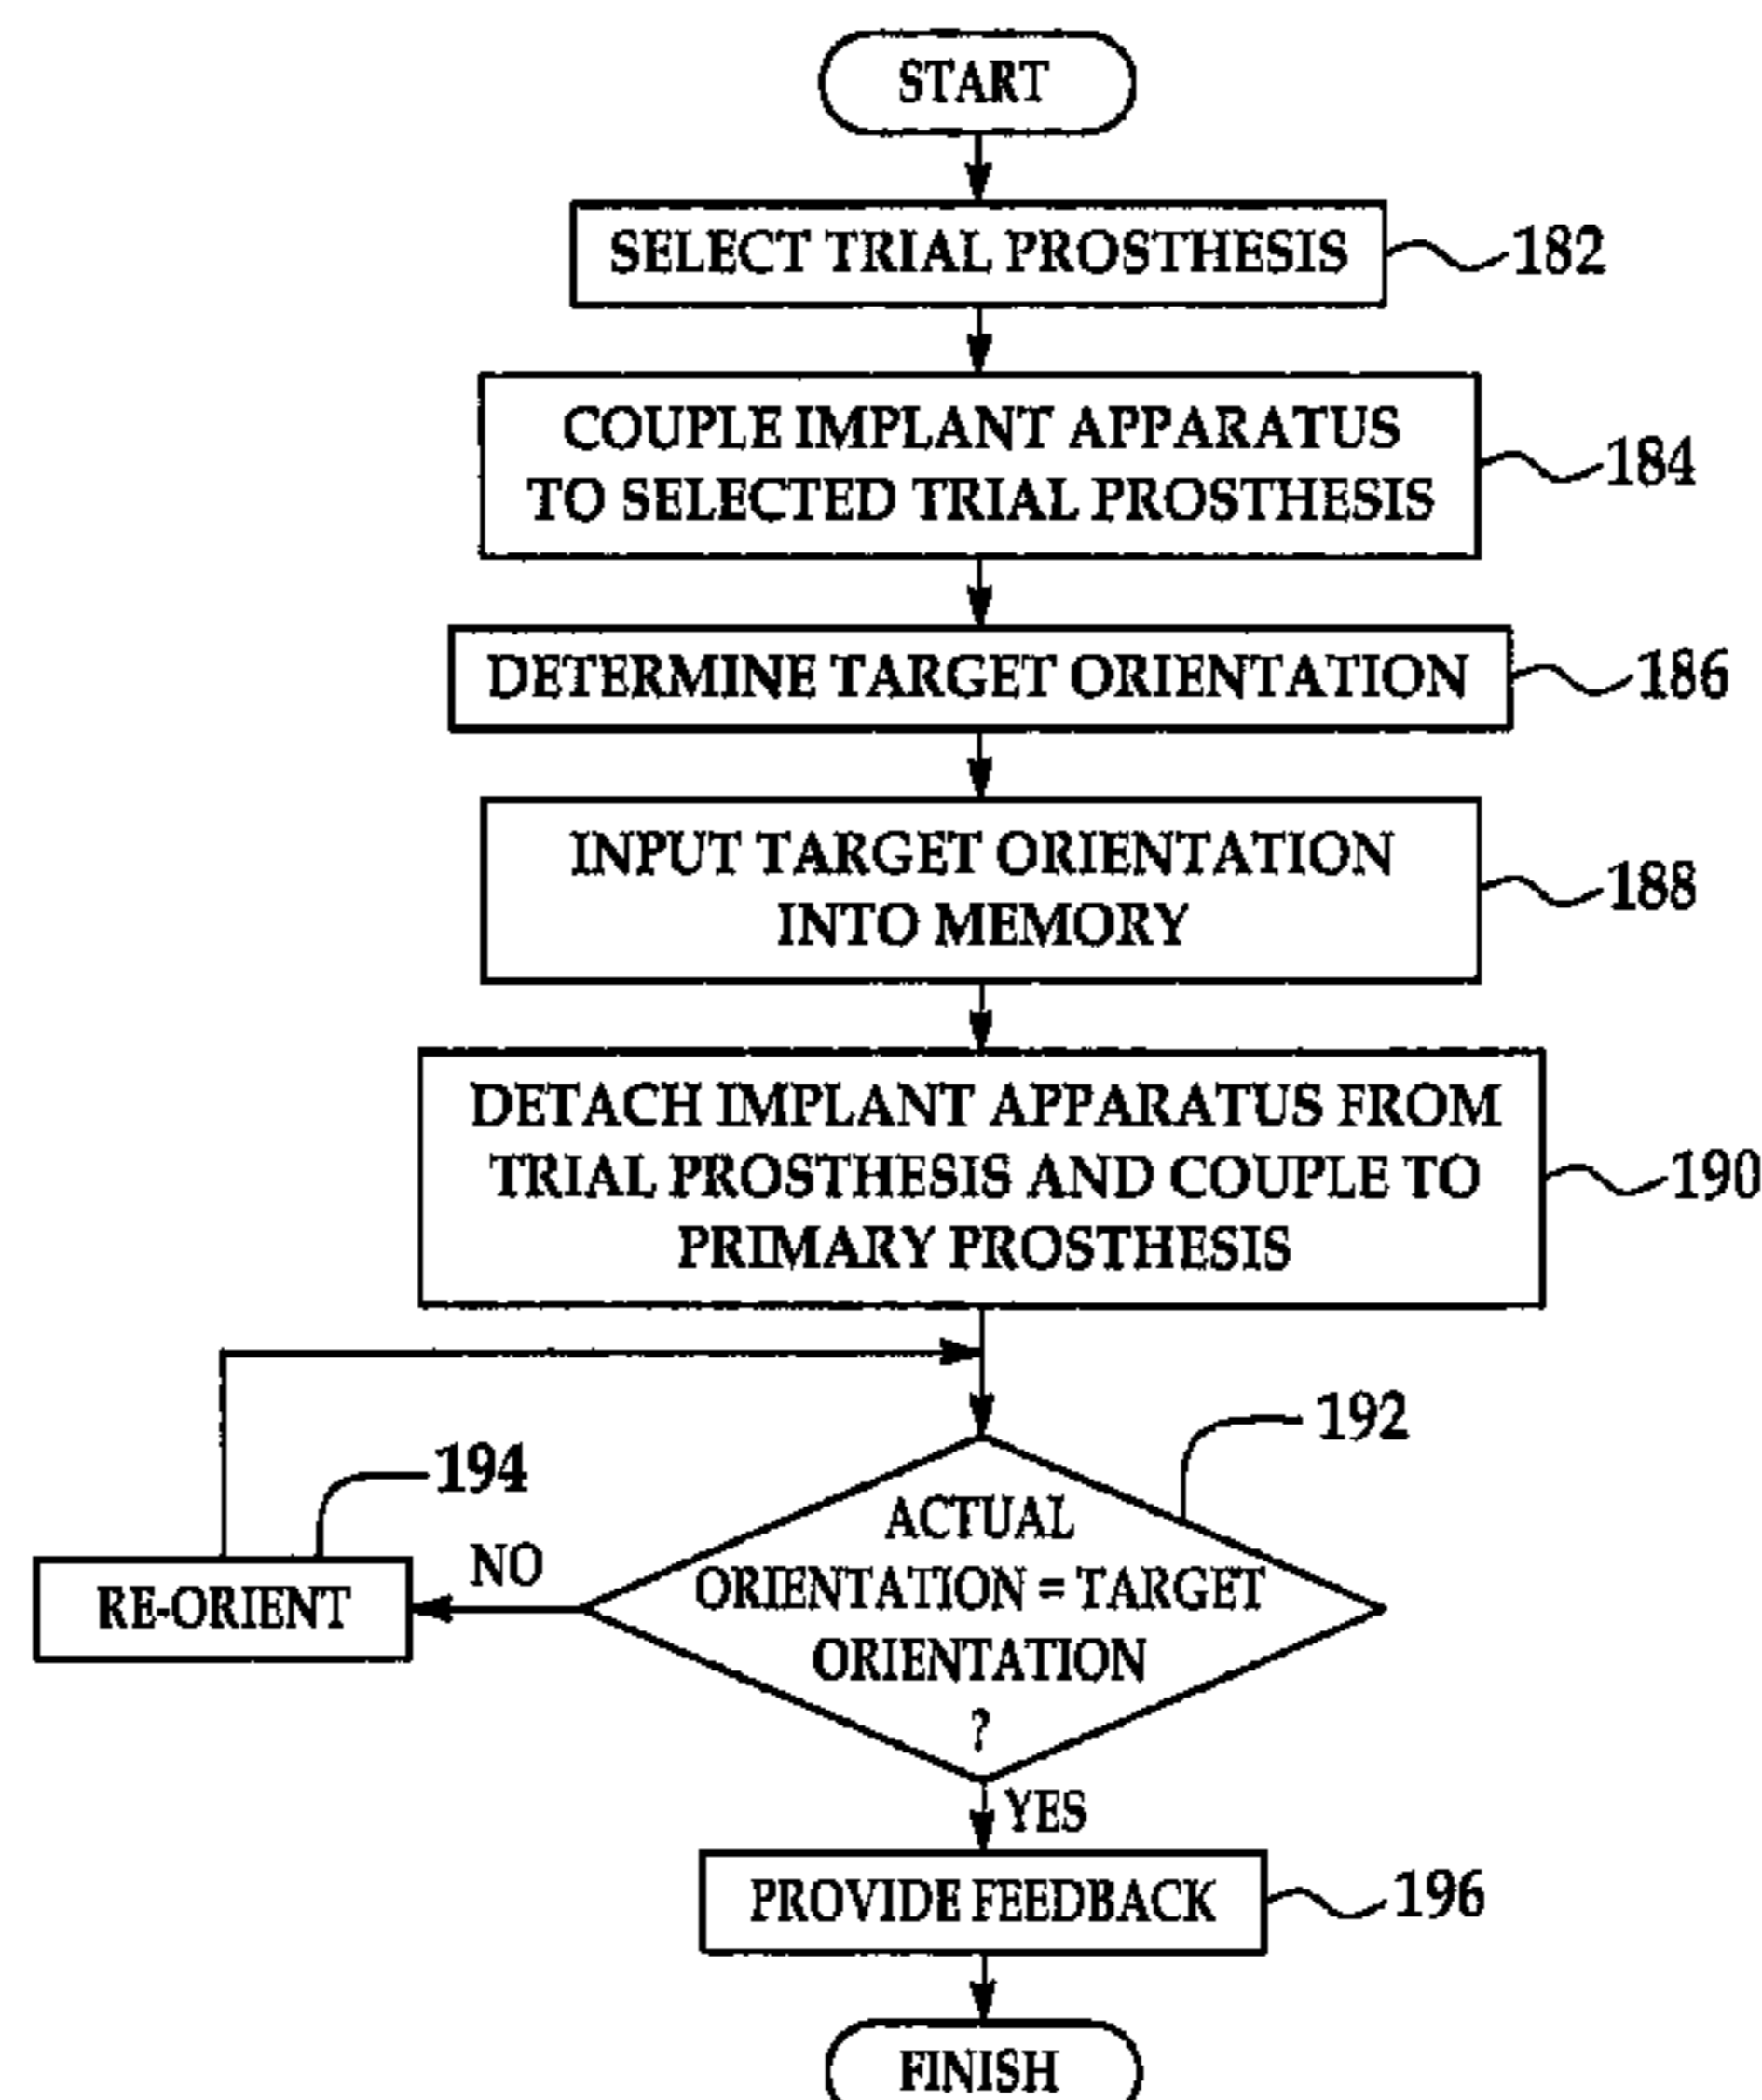 START
SELECT TRIAL PROSTHESIS
182
COUPLE IMPLANT APPARATUS
TO SELECTED TRIAL PROSTHESIS
184
DETERMINE TARGET ORIENTATION
186
INPUT TARGET ORIENTATION
INTO MEMORY
188
DETACH IMPLANT APPARATUS FROM
TRIAL PROSTHESIS AND COUPLE TO
PRIMARY PROSTHESIS
190
192
ACTUAL
ORIENTATION = TARGET
ORIENTATION
?
194
NO
RE-ORIENT
YES
PROVIDE FEEDBACK
196
FINISH